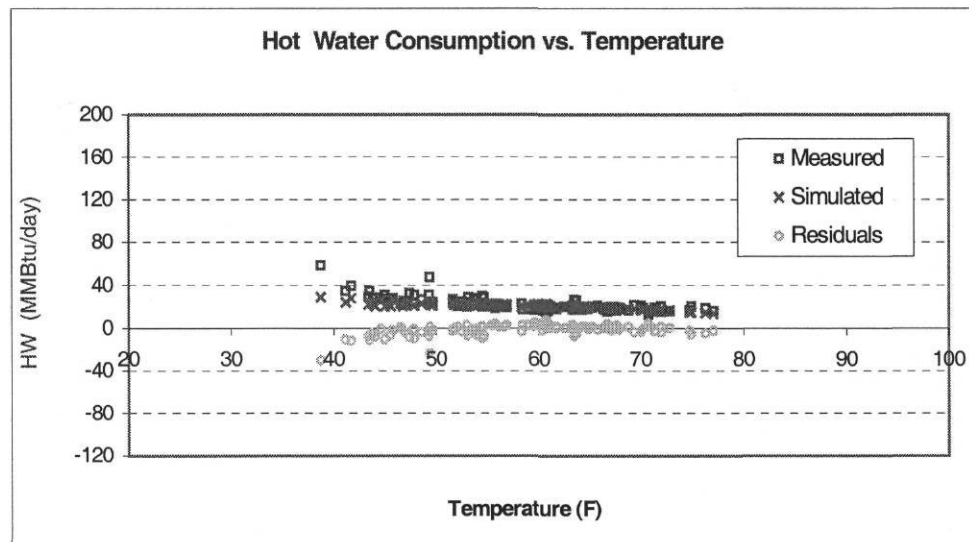 Hot Water Consumption vs. Temperature
200
160
120
80
40
0
-40
-80
-120
HW (MMBtu/day)
Measured
Simulated
Residuals
20 30 40 50 60 70 80 90 100
Temperature (F)